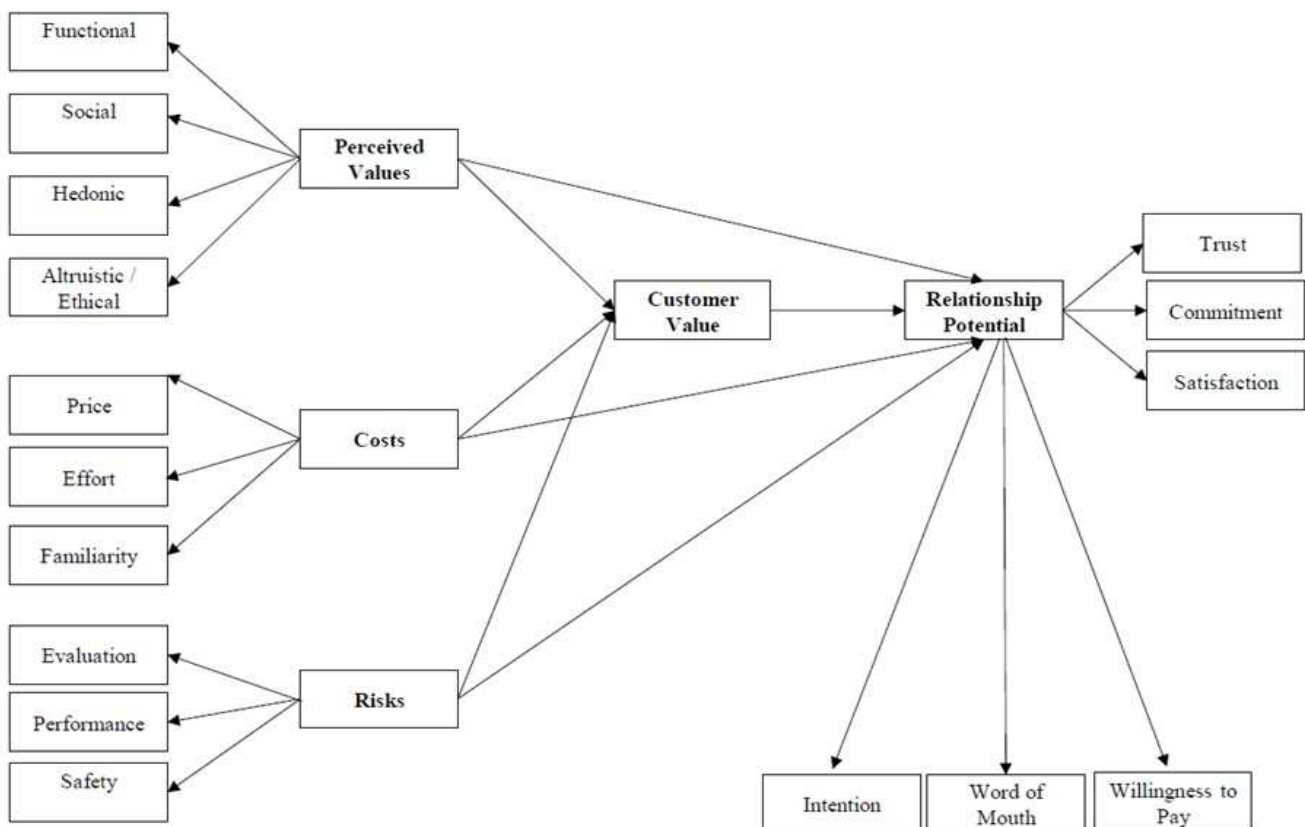 Functional
Social
Hedonic
Altruistic /
Ethical
Perceived
Values
Price
Effort
Familiarity
Costs
Evaluation
Performance
Safety
Risks
Customer
Value
Relationship
Potential
Trust
Commitment
Satisfaction
Intention
Word of
Mouth
Willingness to
Pay